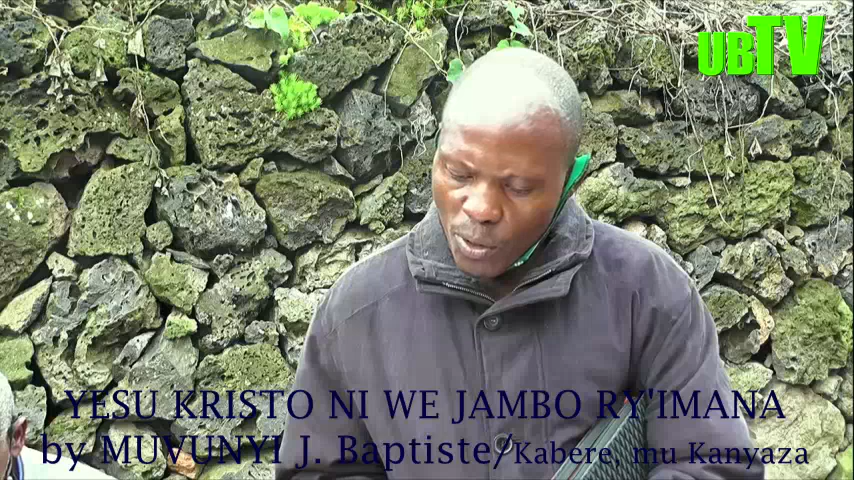 UBTV
YESU KRISTO NI WE JAMBO RY'IMANA
by MUVUNYI J. Baptiste/Kabere, mu Kanyaza